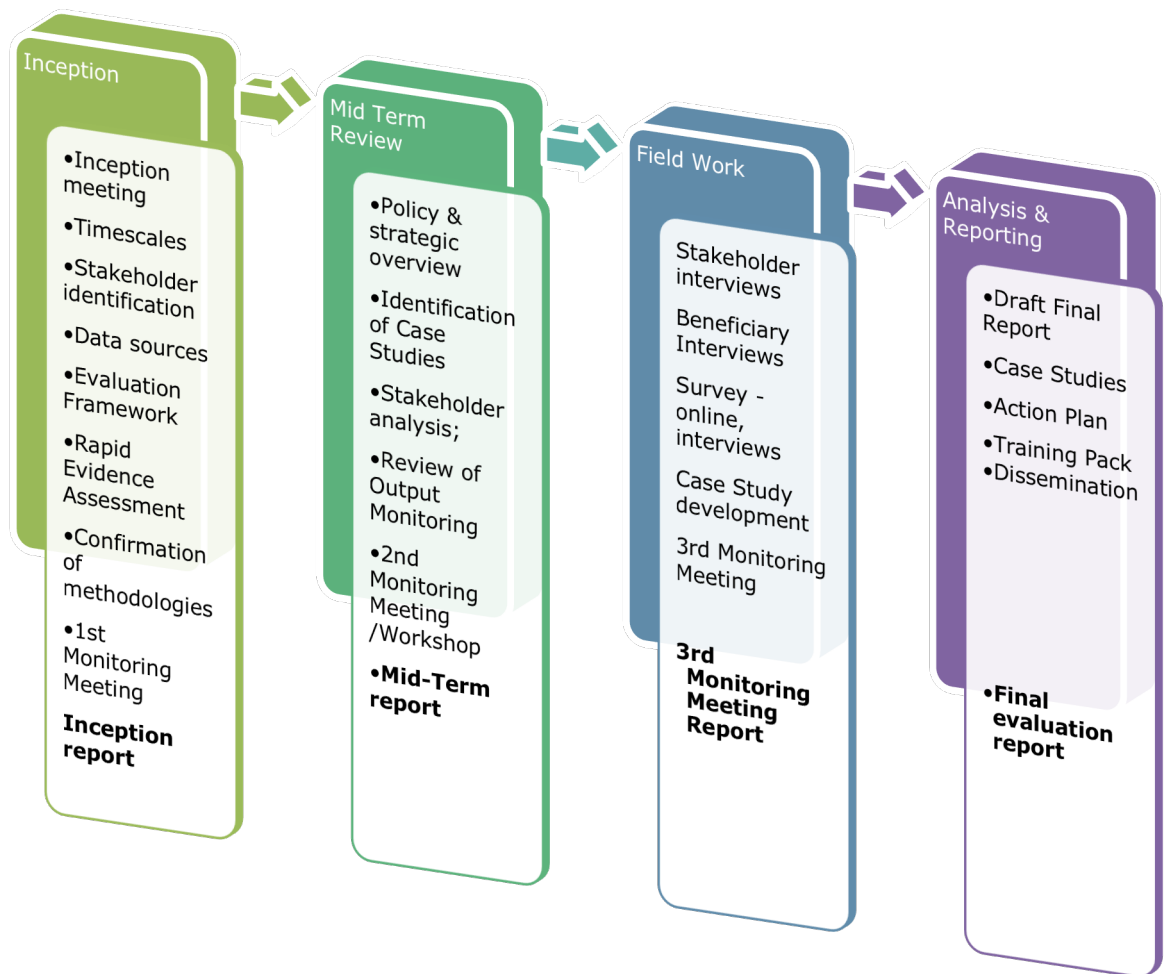 Inception
•Inception
meeting
•Timescales
•Stakeholder
identification
•Data sources
•Evaluation
Framework
•Rapid
Evidence
Assessment
•Confirmation
of
methodologies
•1st
Monitoring
Meeting
Inception
report
Mid Term
Review
•Policy &
strategic
overview
•Identification
of Case
Studies
•Stakeholder
analysis;
•Review of
Output
Monitoring
•2nd
Monitoring
Meeting
/Workshop
•Mid-Term
report
Field Work
Stakeholder
interviews
Beneficiary
Interviews
Survey -
online,
interviews
Case Study
development
3rd Monitoring
Meeting
3rd
Monitoring
Meeting
Report
Analysis &
Reporting
•Draft Final
Report
•Case Studies
•Action Plan
•Training Pack
•Dissemination
•Final
evaluation
report